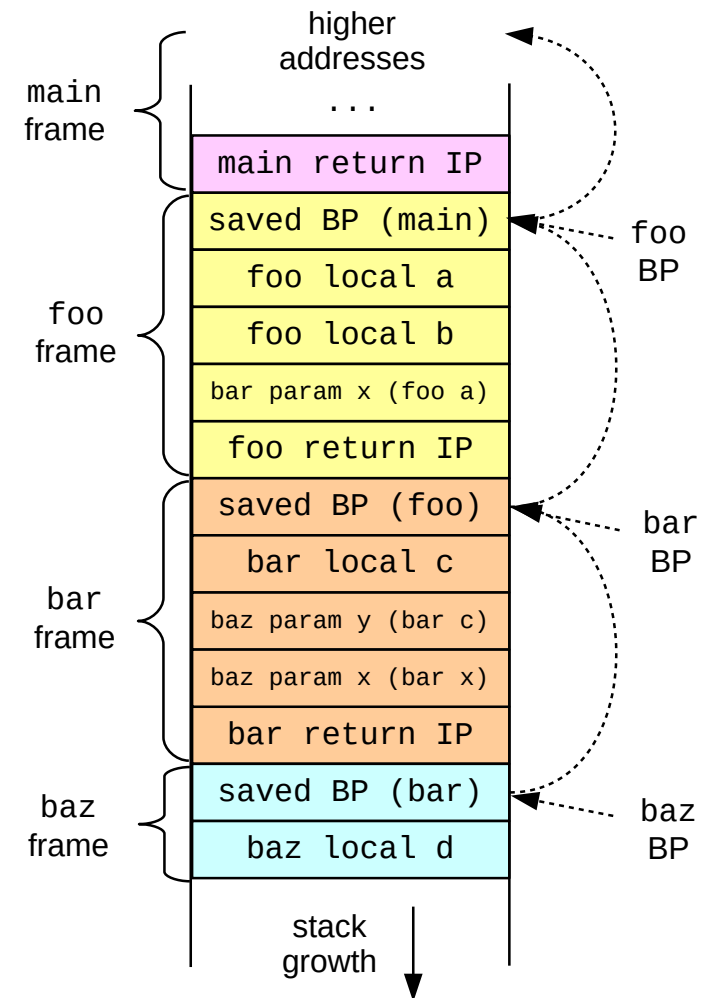 higher
addresses
...
main
frame
main return IP
saved BP (main)
foo
BP
foo local a
foo
frame
foo local b
bar param x (foo a)
foo return IP
saved BP (foo)
bar
BP
bar local c
bar
frame
baz param y (bar c)
baz param x (bar x)
bar return IP
saved BP (bar)
baz
frame
baz
BP
baz local d
stack
growth